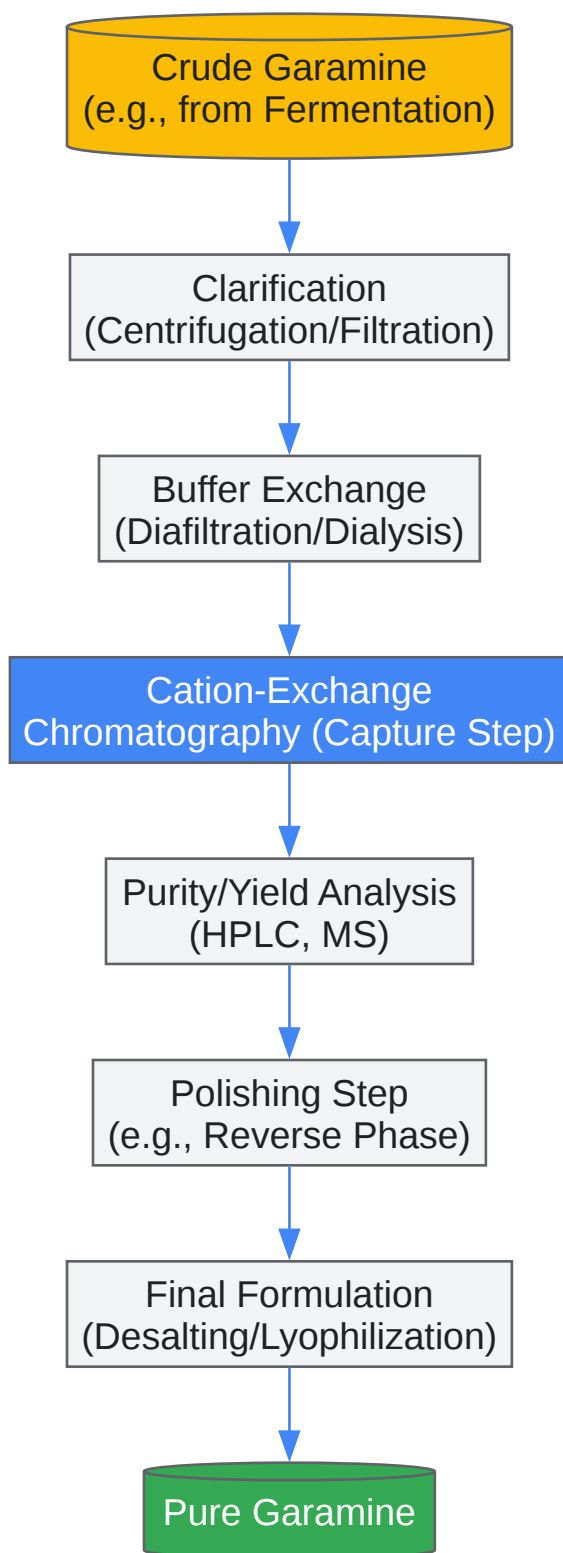 Crude Garamine
(e.g., from Fermentation)
Clarification
(Centrifugation/Filtration)
Buffer Exchange
(Diafiltration/Dialysis)
Cation-Exchange
Chromatography (Capture Step)
Purity/Yield Analysis
(HPLC, MS)
Polishing Step
(e.g., Reverse Phase)
Final Formulation
(Desalting/Lyophilization)
Pure Garamine